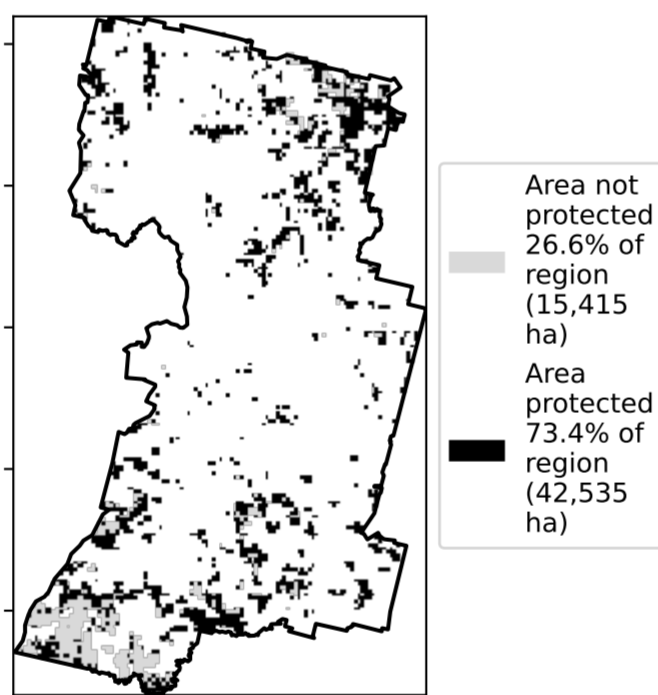 Area not
protected
26.6% of
region
(15,415
ha)
Area
protected
73.4% of
region
(42,535
ha)